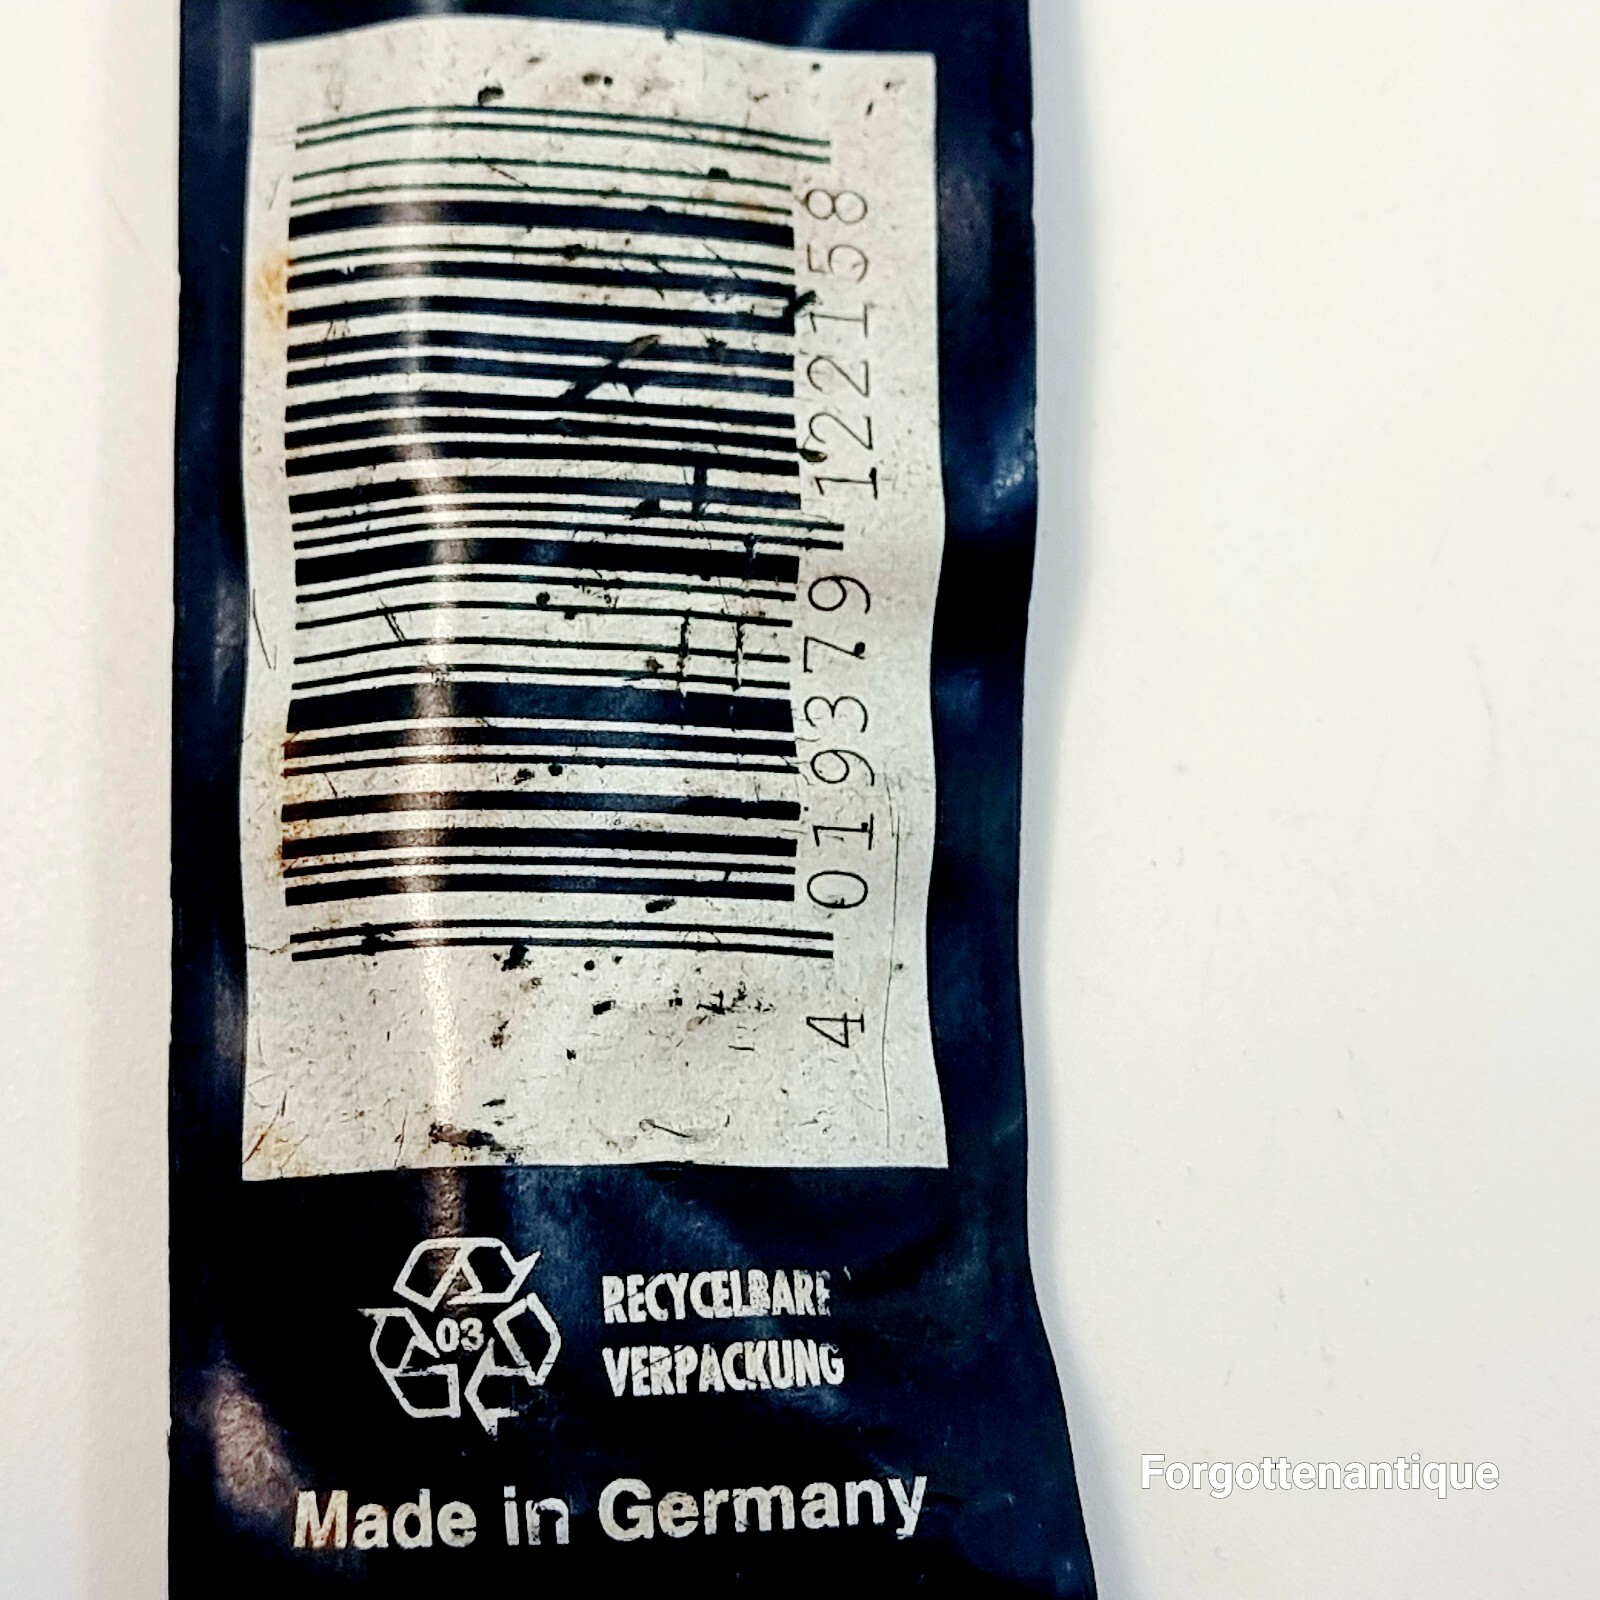 4 019379 122158
03
RECYCELBARE
VERPACKUNG
Made in Germany
Forgottenantique